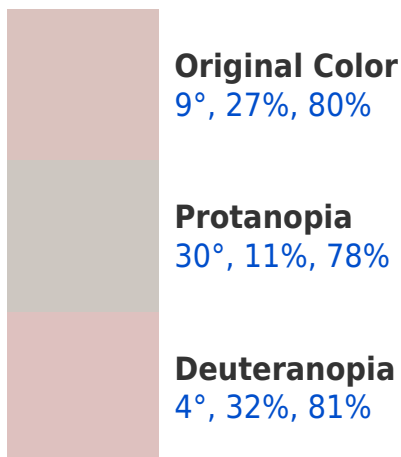 Original Color
9°, 27%, 80%
Protanopia
30°, 11%, 78%
Deuteranopia
4°, 32%, 81%